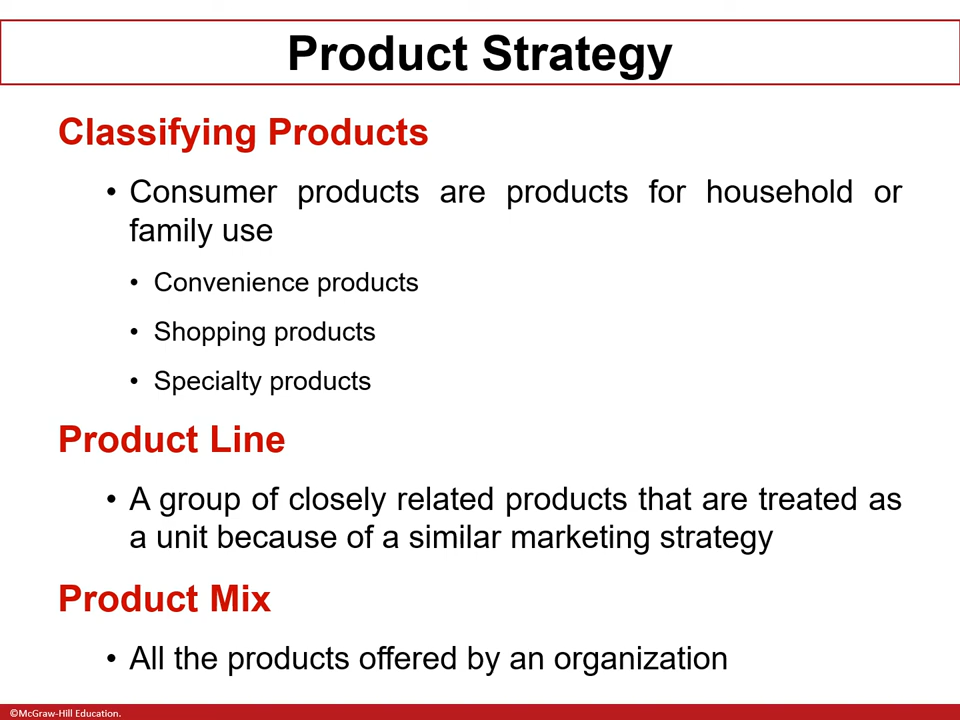 Product Strategy
Classifying Products
• Consumer products are products for household or
family use
• Convenience products
• Shopping products
• Specialty products
Product Line
• A group of closely related products that are treated as
a unit because of a similar marketing strategy
Product Mix
• All the products offered by an organization
©McGraw-Hill Education.